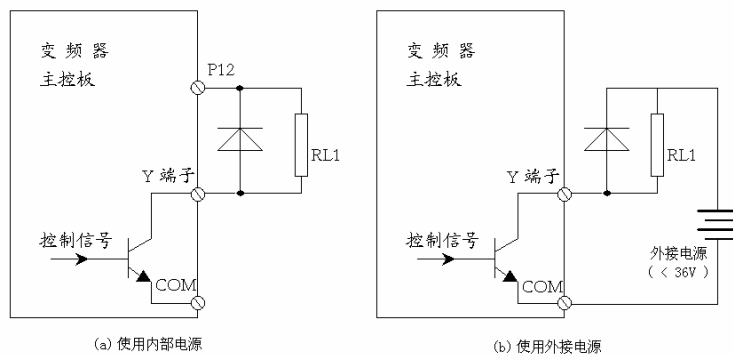 变 频 器
主控板
P12
RL1
Y 端子
控制信号
COM
(a) 使用内部电源
变 频 器
主控板
RL1
Y 端子
控制信号
COM
外接电源
( < 36V )
(b) 使用外接电源